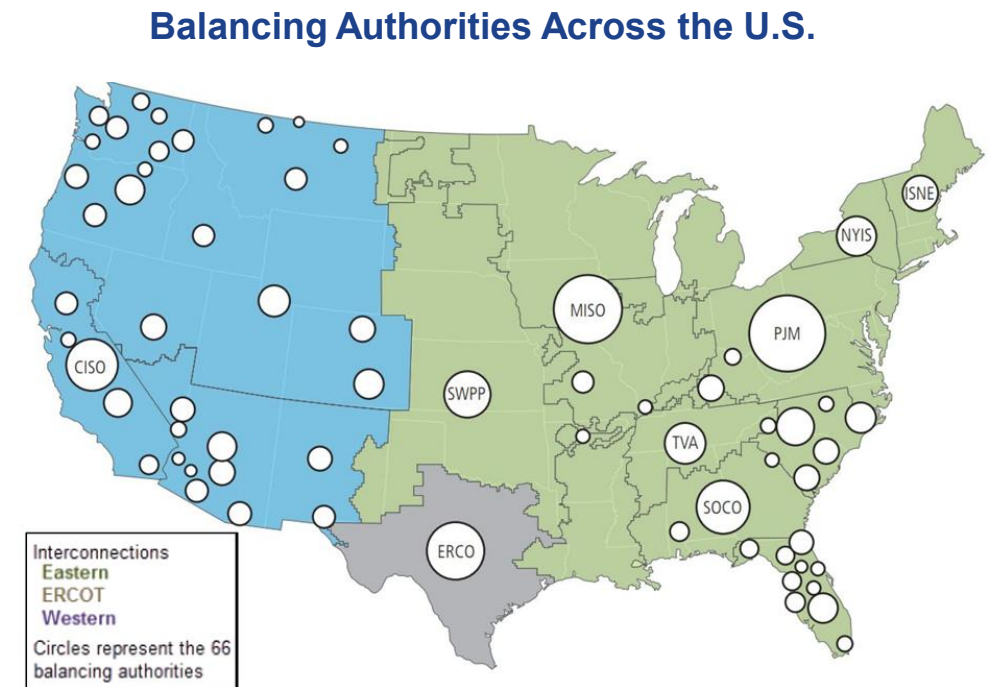 Balancing Authorities Across the U.S.
ISNE
NYIS
MISO
PJM
CISO
SWPP
TVA
SOCO
ERCO
Interconnections
Eastern
ERCOT
Western
Circles represent the 66
balancing authorities